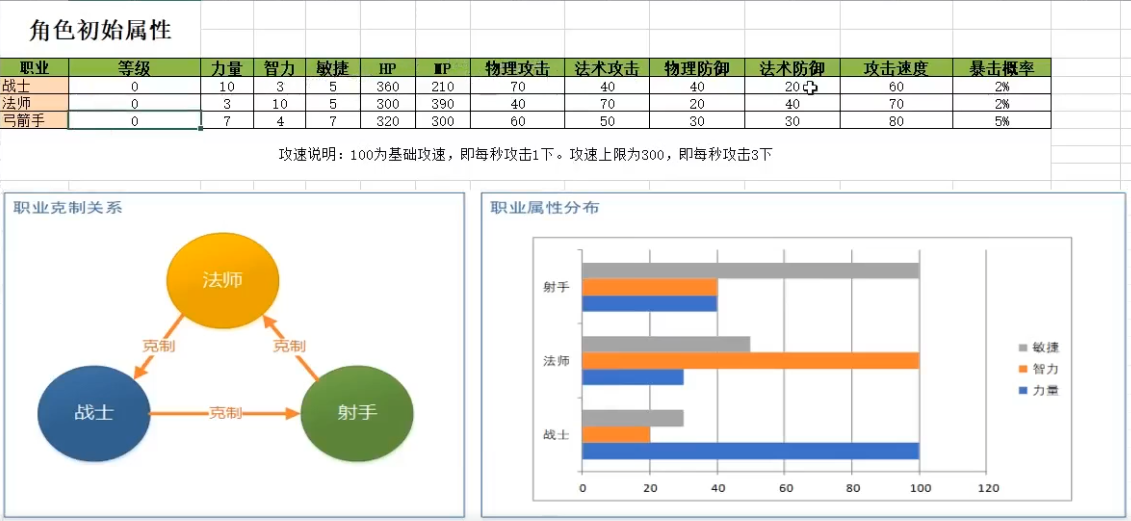 角色初始属性
职业 等级 力量 智力 敏捷 HP MP 物理攻击 法术攻击 物理防御 法术防御 攻击速度 暴击概率
战士 0 10 3 5 360 210 70 40 40 20 60 2%
法师 0 3 10 5 300 390 40 70 20 40 70 2%
弓箭手 0 7 4 7 320 300 60 50 30 30 80 5%
攻速说明：100为基础攻速，即每秒攻击1下。攻速上限为300，即每秒攻击3下
职业克制关系
法师
克制 克制
战士 克制 射手
职业属性分布
射手
法师
战士
0 20 40 60 80 100 120
敏捷
智力
力量